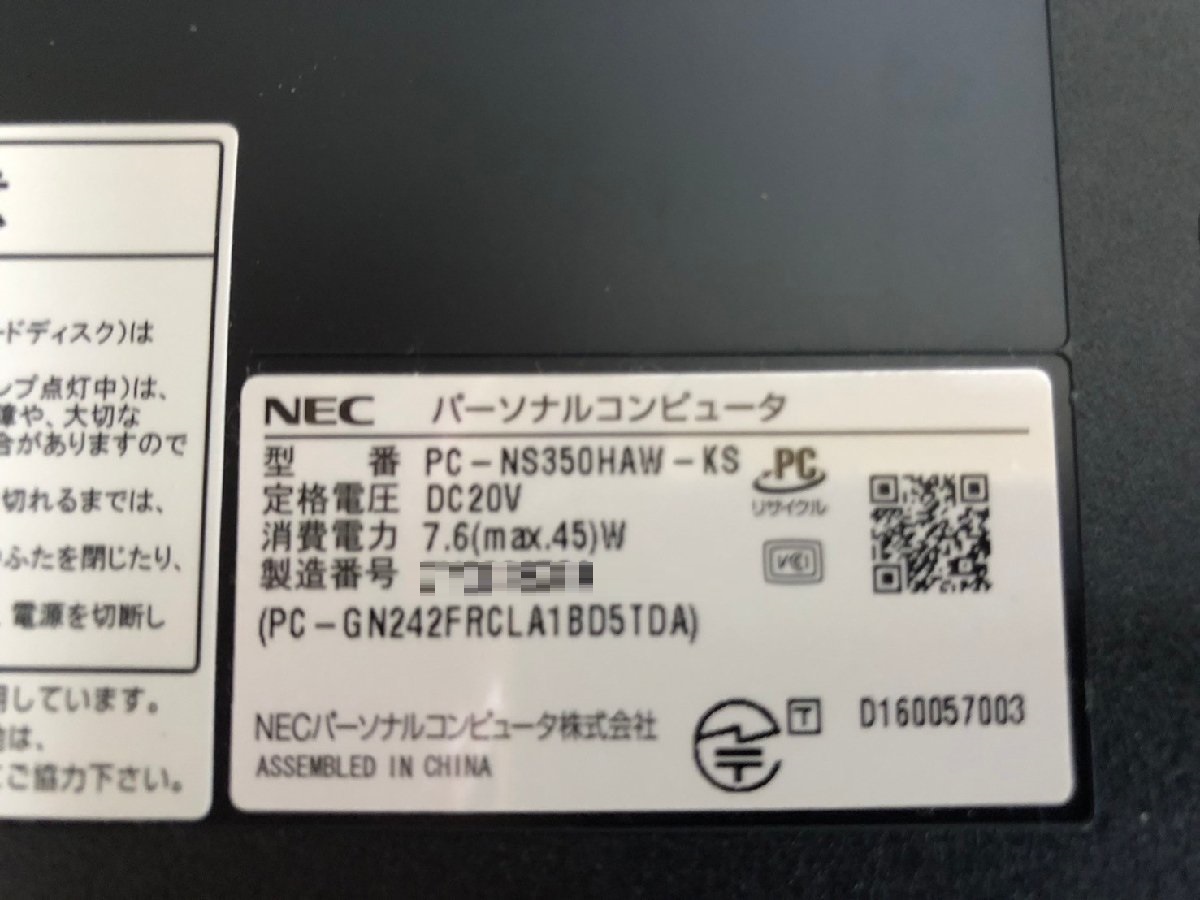 ードディスク)は
ンプ点灯中)は、
障や、大切な
合がありますので
切れるまでは、
ふたを閉じたり、
電源を切断し
用しています。
は、
ご協力下さい。
NEC パーソナルコンピュータ
型 番 PC-NS350HAW-KS
PC
リサイクル
定格電圧 DC20V
消費電力 7.6(max.45)W
製造番号
(PC-GN242FRCLA1BD5TDA)
NECパーソナルコンピュータ株式会社
T D160057003
ASSEMBLED IN CHINA